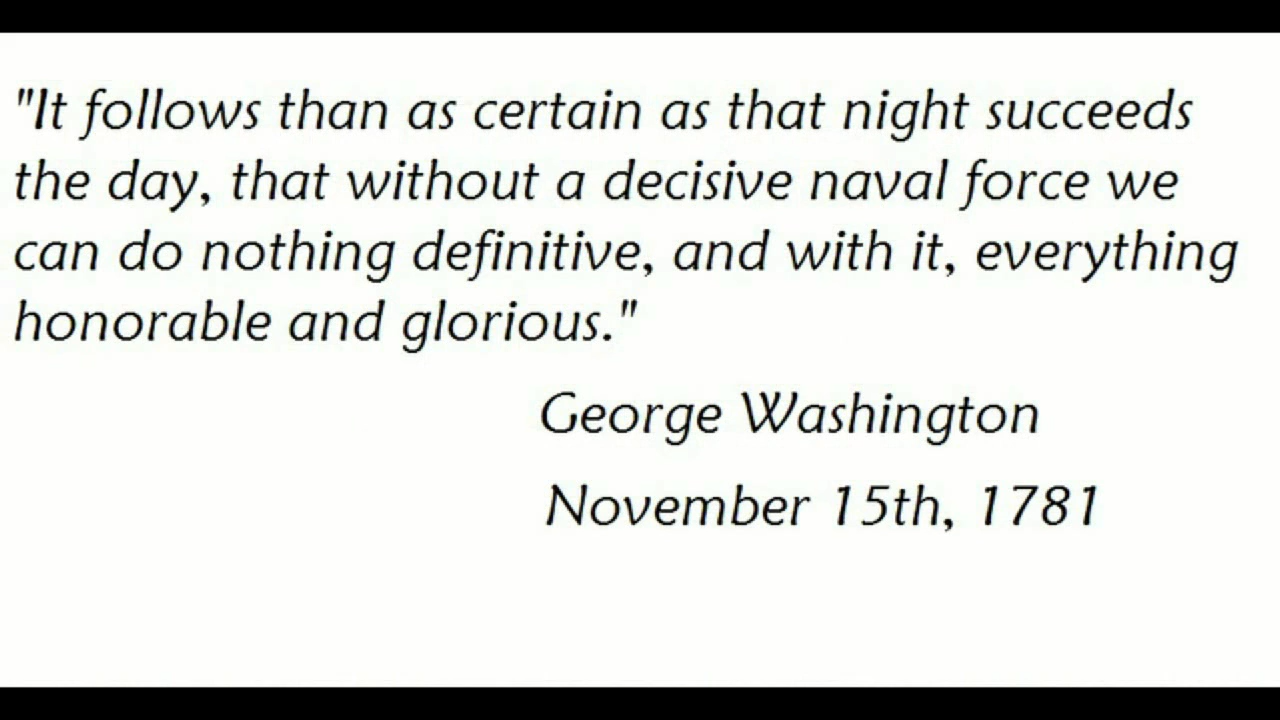 "It follows than as certain as that night succeeds
the day, that without a decisive naval force we
can do nothing definitive, and with it, everything
honorable and glorious."
George Washington
November 15th, 1781